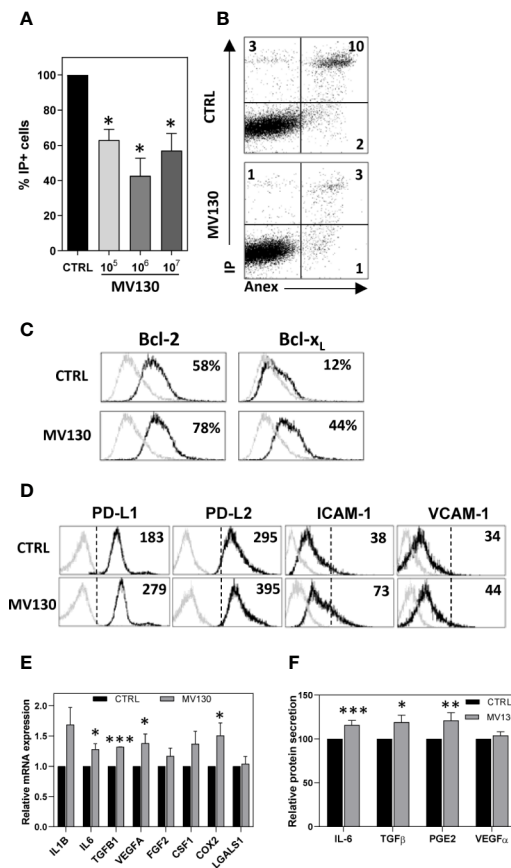 A
% IP+ cells
100
80
60
40
20
0
*
*
*
CTRL
10⁵
10⁶
10⁷
MV130
B
CTRL
3
10
2
MV130
1
3
1
IP
Anex
C
Bcl-2
Bcl-xL
CTRL
58%
12%
MV130
78%
44%
D
PD-L1
PD-L2
ICAM-1
VCAM-1
CTRL
183
295
38
34
MV130
279
395
73
44
E
Relative mRNA expression
CTRL
MV130
2.0
1.5
1.0
0.5
0.0
*
***
*
*
IL1B
IL6
TGFB1
VEGFA
FGF2
CSF1
COX2
LGALS1
F
Relative protein secretion
CTRL
MV13
150
100
50
0
***
*
**
IL-6
TGFβ
PGE2
VEGFα